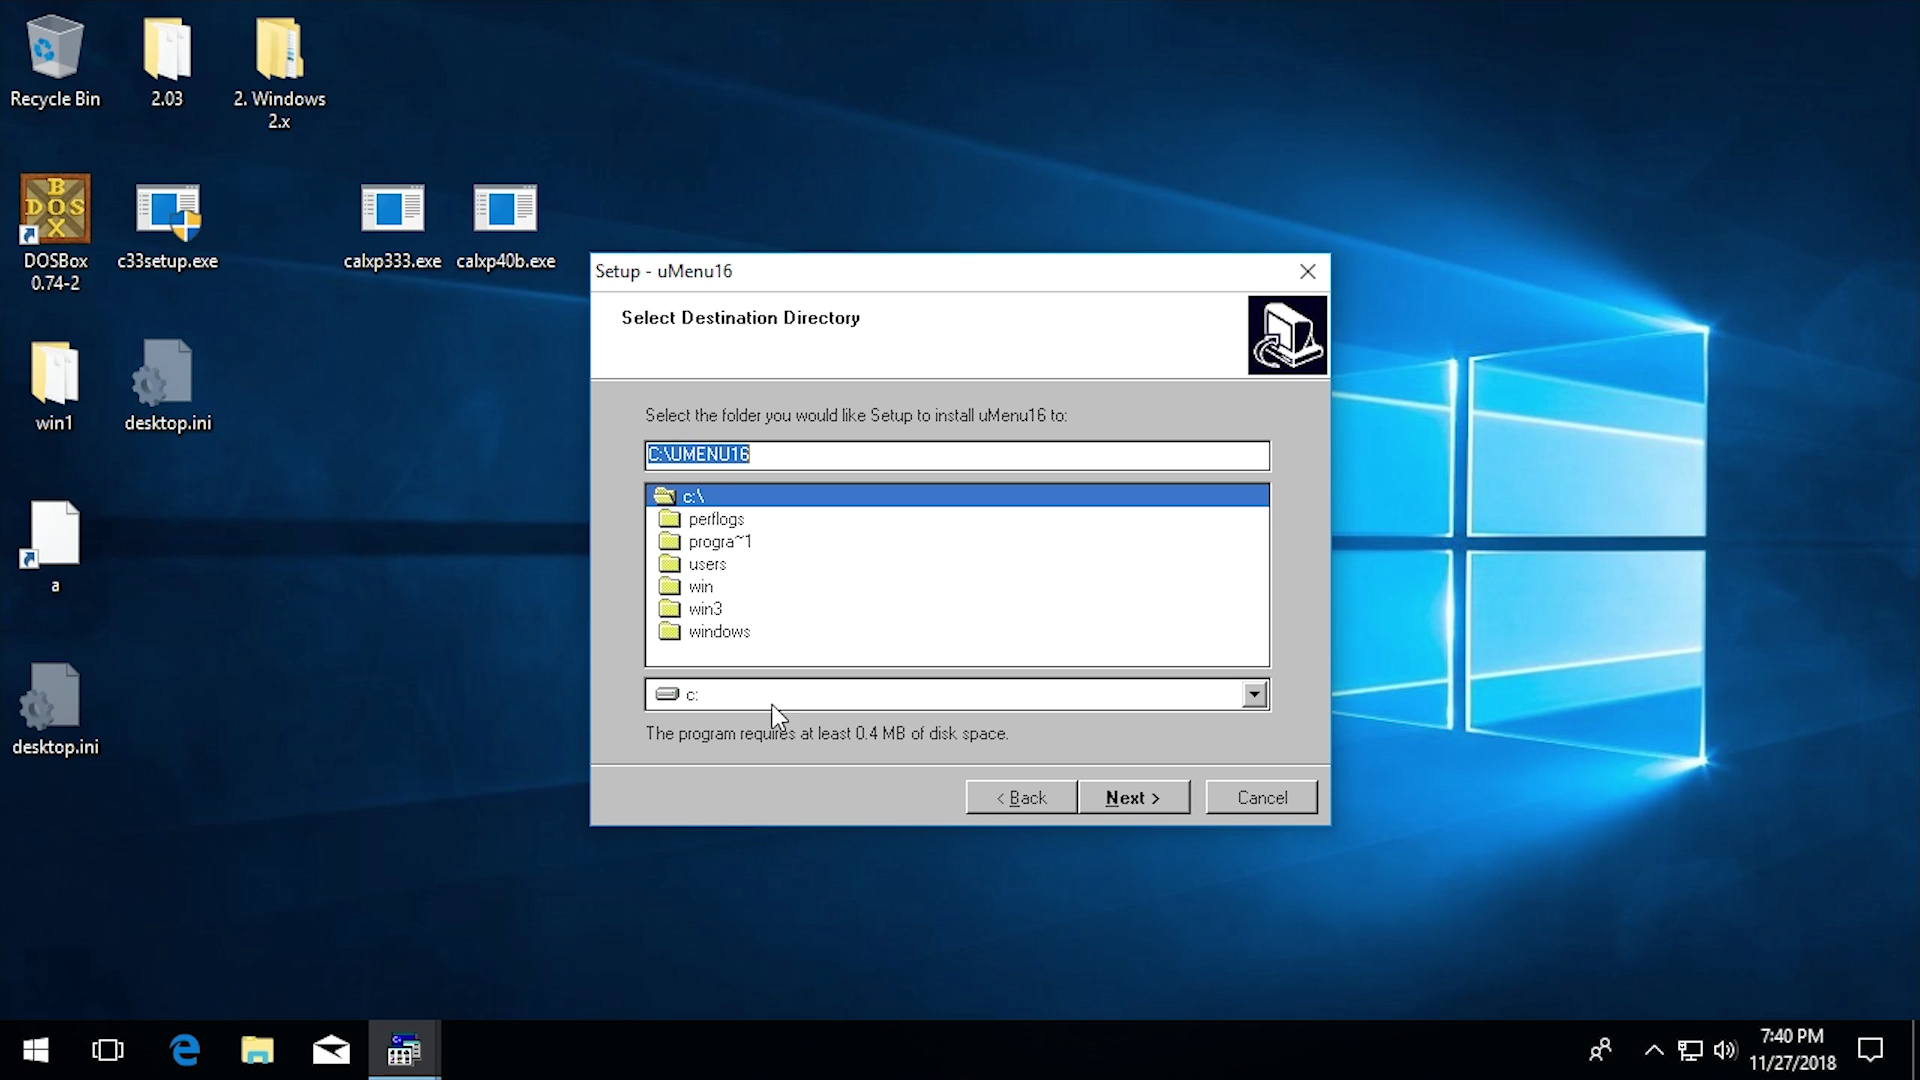 Recycle Bin
2.03
2. Windows
2.x
BOX
DOS
DOSBox
0.74-2
c33setup.exe
calxp333.exe
calxp40b.exe
win1
desktop.ini
a
desktop.ini
Setup - uMenu16
Select Destination Directory
Select the folder you would like Setup to install uMenu16 to:
C:\UMENU16
c:\
perflogs
progra~1
users
win
win3
windows
c:
The program requires at least 0.4 MB of disk space.
< Back
Next >
Cancel
7:40 PM
11/27/2018